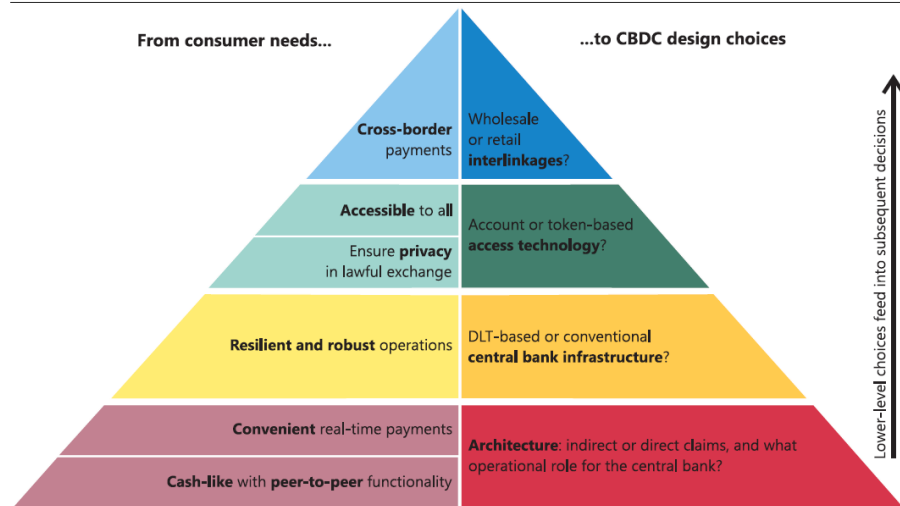 From consumer needs...
...to CBDC design choices
Cross-border
payments
Wholesale
or retail
interlinkages?
Accessible to all
Ensure privacy
in lawful exchange
Account or token-based
access technology?
Resilient and robust operations
DLT-based or conventional
central bank infrastructure?
Convenient real-time payments
Cash-like with peer-to-peer functionality
Architecture: indirect or direct claims, and what
operational role for the central bank?
Lower-level choices feed into subsequent decisions